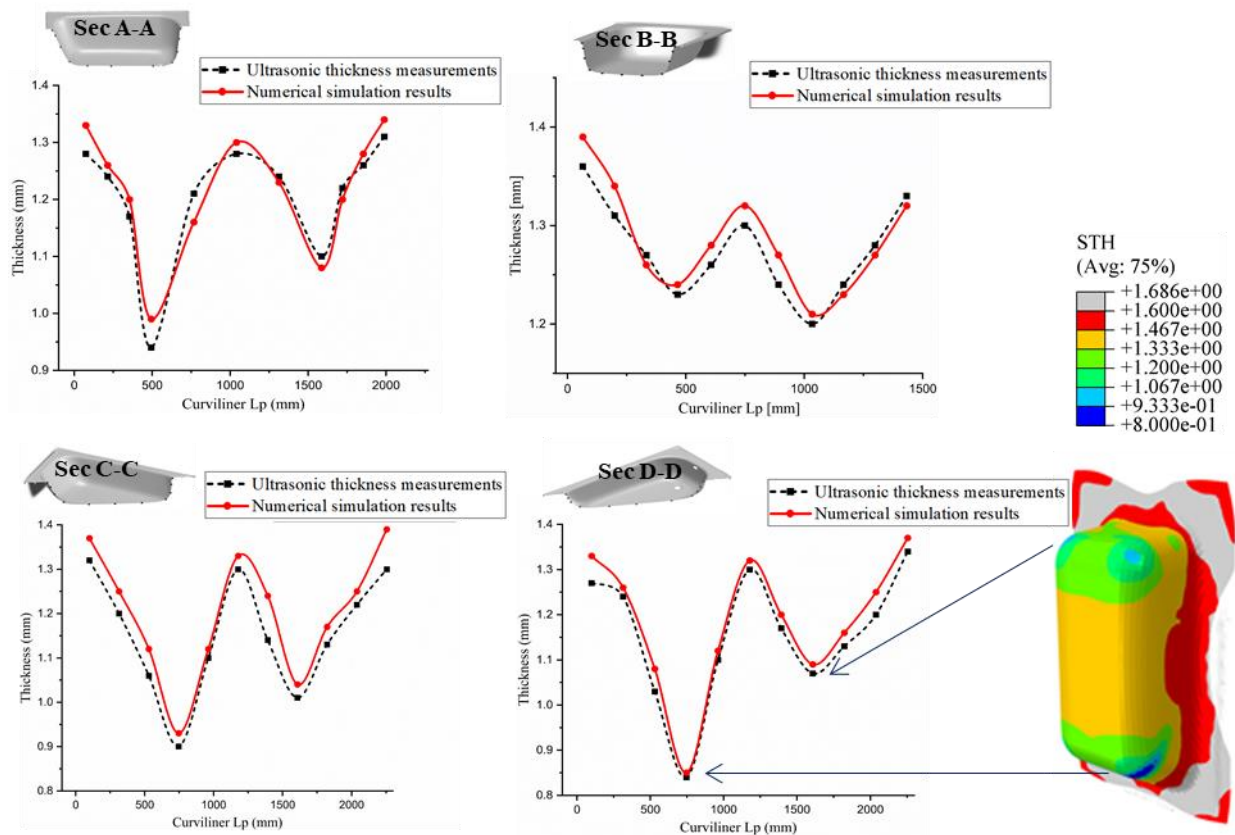 Sec A-A
Ultrasonic thickness measurements
Numerical simulation results
1.4
1.3
1.2
1.1
1.0
0.9
Thickness (mm)
0
500
1000
1500
2000
Curviliner Lp (mm)
Sec B-B
Ultrasonic thickness measurements
Numerical simulation results
1.4
1.3
1.2
Thickness [mm]
0
500
1000
1500
Curviliner Lp [mm]
STH
(Avg: 75%)
+1.686e+00
+1.600e+00
+1.467e+00
+1.333e+00
+1.200e+00
+1.067e+00
+9.333e-01
+8.000e-01
Sec C-C
Ultrasonic thickness measurements
Numerical simulation results
1.4
1.3
1.2
1.1
1.0
0.9
0.8
Thickness (mm)
0
500
1000
1500
2000
Curviliner Lp (mm)
Sec D-D
Ultrasonic thickness measurements
Numerical simulation results
1.4
1.3
1.2
1.1
1.0
0.9
0.8
Thickness (mm)
0
500
1000
1500
2000
Curviliner Lp (mm)